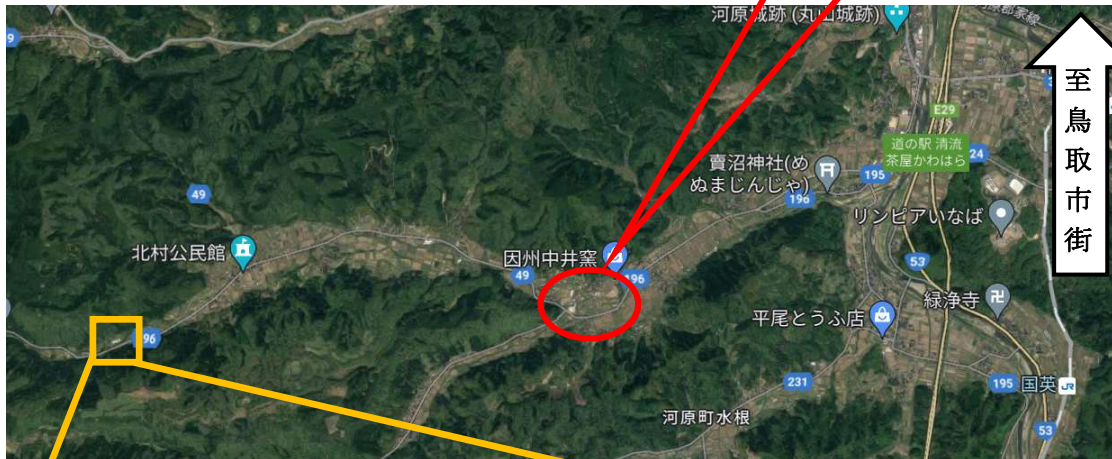 河原城跡 (丸山城跡)
至鳥取市街
E29
道の駅 清流
茶屋かわはら
24
賣沼神社(め
ぬまじんじゃ)
195
196
49
リンピアいなば
北村公民館
因州中井窯
49
196
53
平尾とうふ店
緑浄寺
96
231
195
国英
JR
河原町水根
53